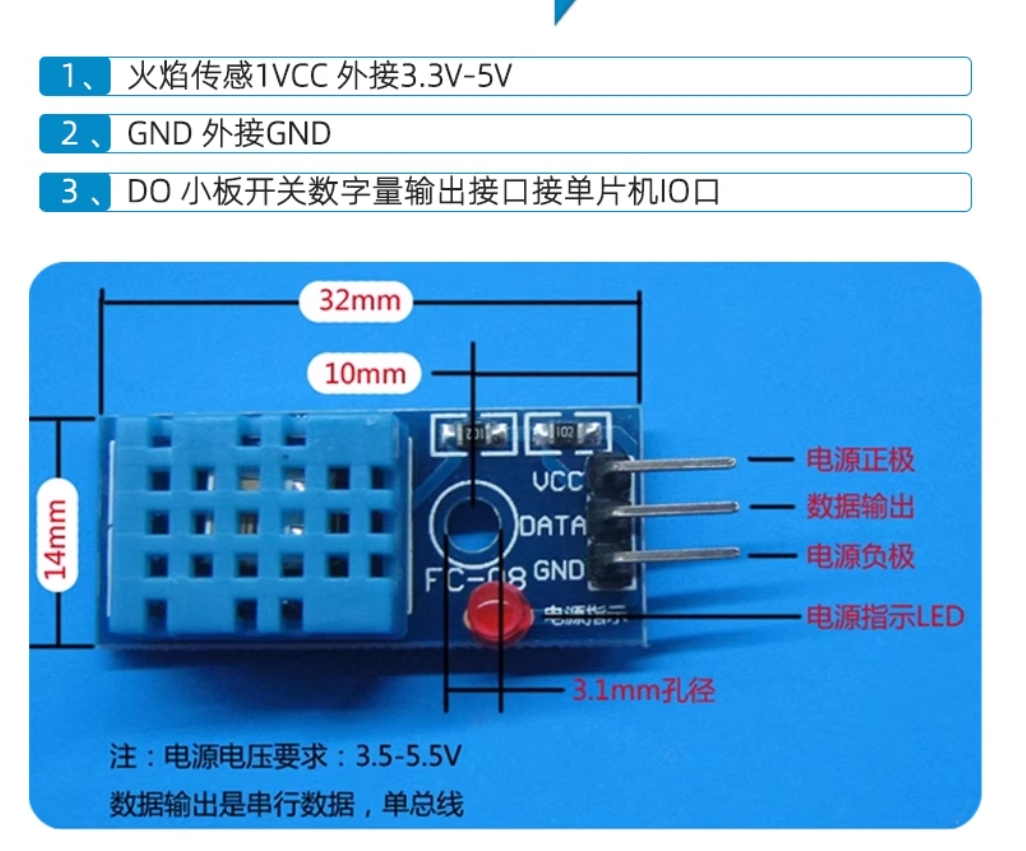 1、 火焰传感1VCC 外接3.3V-5V
2、 GND 外接GND
3、 DO 小板开关数字量输出接口接单片机IO口
32mm
10mm
14mm
201
102
VCC
DATA
GND
FC-08
电源指示
电源正极
数据输出
电源负极
电源指示LED
3.1mm孔径
注：电源电压要求：3.5-5.5V
数据输出是串行数据，单总线